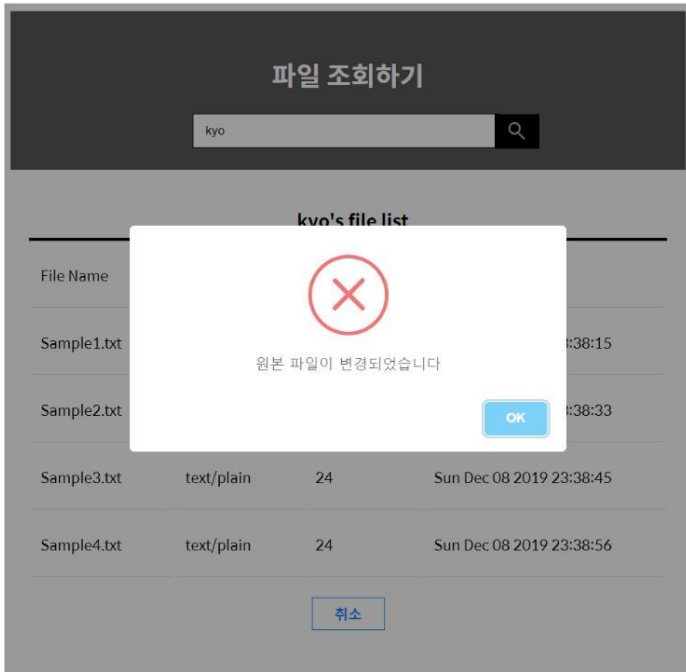 파일 조회하기
kyo
kyo's file list
File Name
Sample1.txt :38:15
원본 파일이 변경되었습니다
Sample2.txt :38:33
OK
Sample3.txt text/plain 24 Sun Dec 08 2019 23:38:45
Sample4.txt text/plain 24 Sun Dec 08 2019 23:38:56
취소